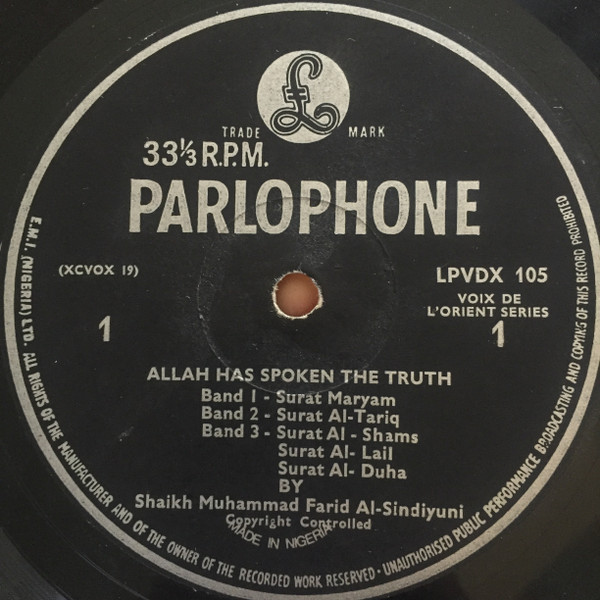 £
TRADE MARK
33⅓ R.P.M.
PARLOPHONE
(XCVOX 19)
LPVDX 105
VOIX DE
L'ORIENT SERIES
1
1
ALLAH HAS SPOKEN THE TRUTH
Band 1 - Surat Maryam
Band 2 - Surat Al-Tariq
Band 3 - Surat Al - Shams
Surat Al- Lail
Surat Al- Duha
BY
Shaikh Muhammad Farid Al-Sindiyuni
Copyright Controlled
MADE IN NIGERIA
E.M.I. (NIGERIA) LTD. ALL RIGHTS OF THE MANUFACTURER AND OF THE OWNER OF THE RECORDED WORK RESERVED · UNAUTHORISED PUBLIC PERFORMANCE BROADCASTING AND COPYING OF THIS RECORD PROHIBITED